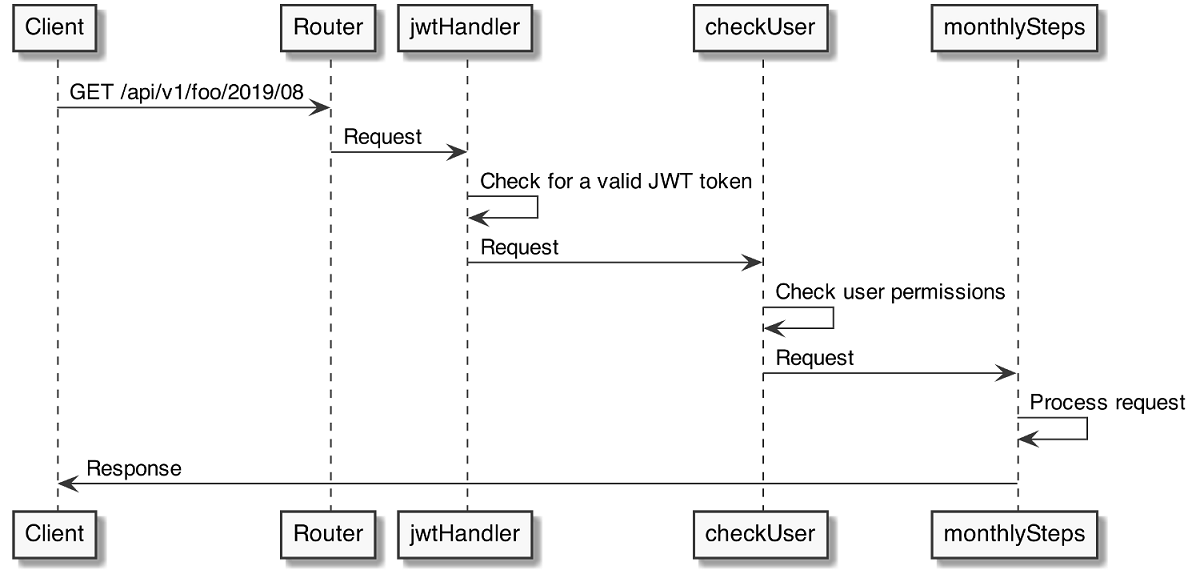 Client
Router
jwtHandler
checkUser
monthlySteps
GET /api/v1/foo/2019/08
Request
Check for a valid JWT token
Request
Check user permissions
Request
Process request
Response
Client
Router
jwtHandler
checkUser
monthlySteps